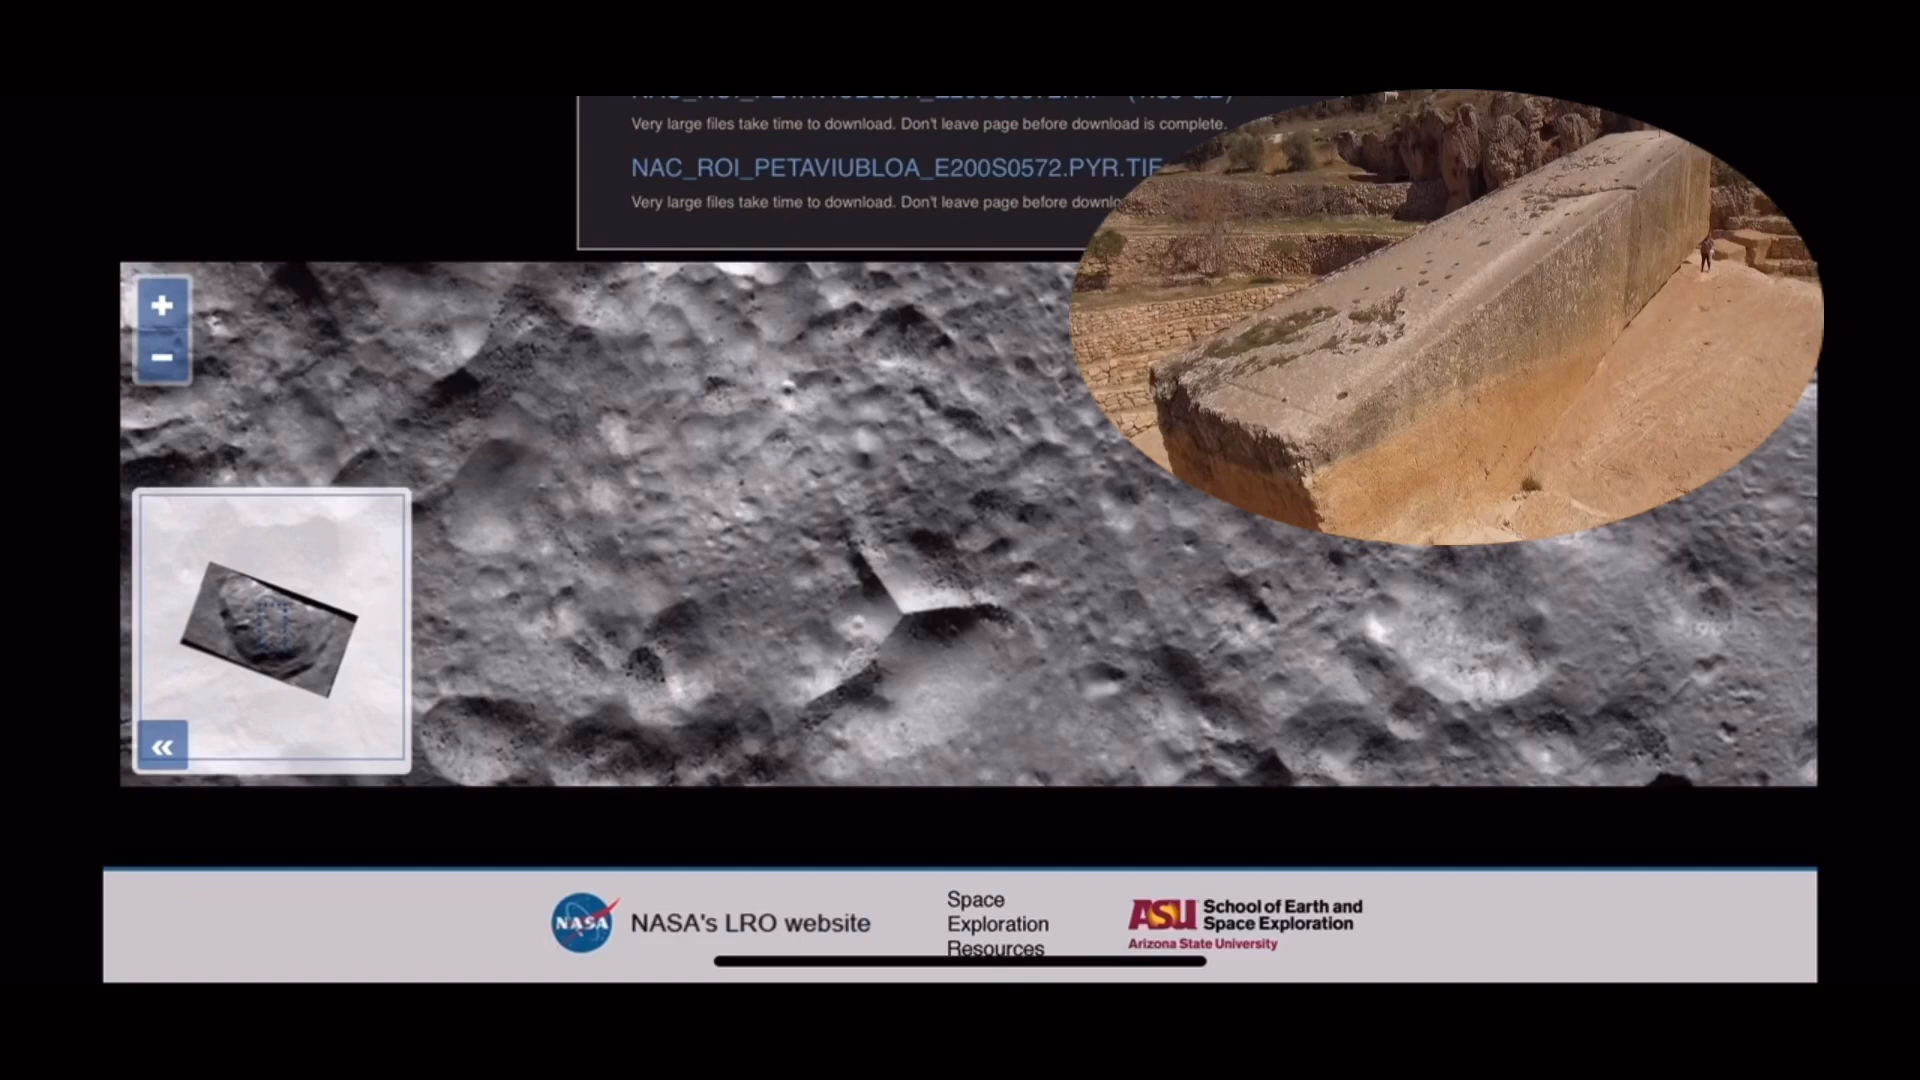 Very large files take time to download. Don't leave page before download is complete.
NAC_ROI_PETAVIUBLOA_E200S0572.PYR.TIF
Very large files take time to download. Don't leave page before
+
−
«
NASA
NASA's LRO website
Space
Exploration
Resources
ASU
School of Earth and
Space Exploration
Arizona State University